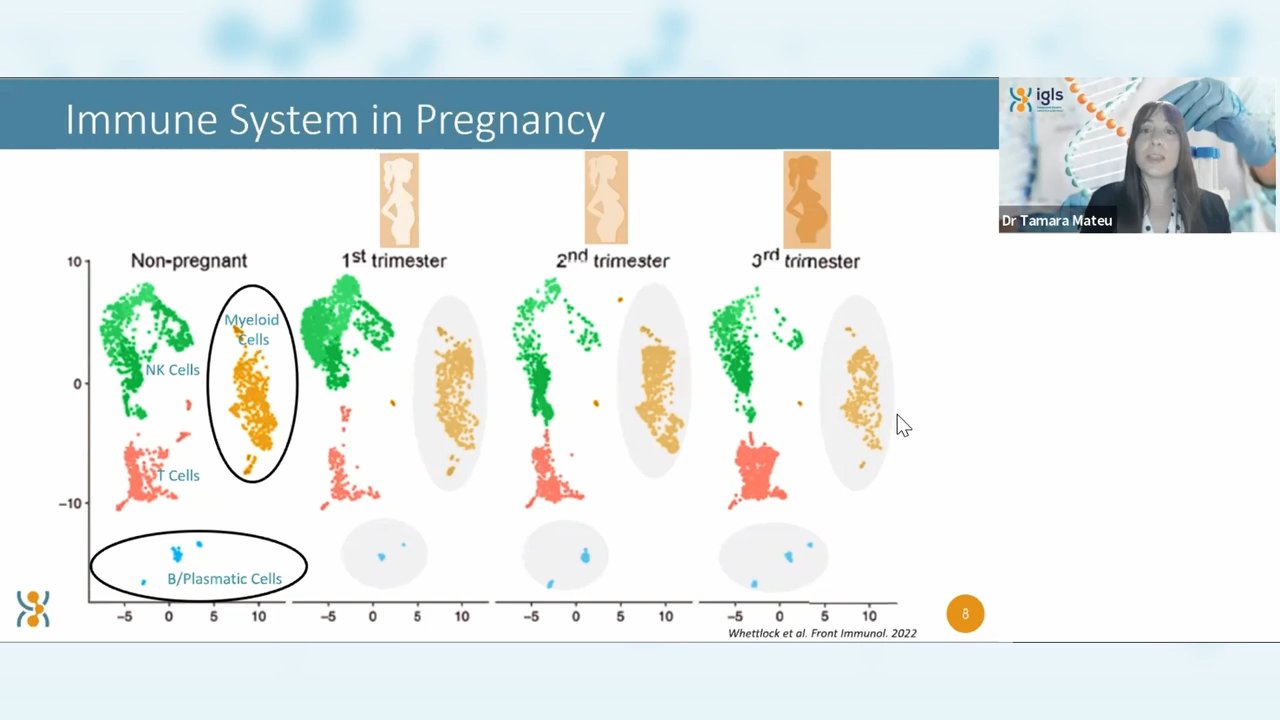 Immune System in Pregnancy
igls
Dr Tamara Mateu
Non-pregnant
1st trimester
2nd trimester
3rd trimester
10
0
−10
Myeloid
Cells
NK Cells
T Cells
B/Plasmatic Cells
−5 0 5 10
−5 0 5 10
−5 0 5 10
−5 0 5 10
Whettlock et al. Front Immunol. 2022
8